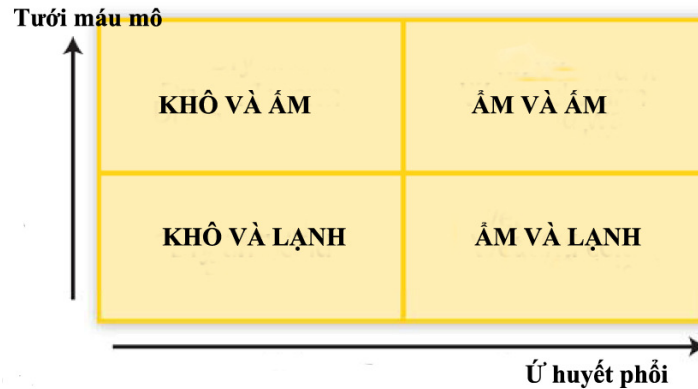 Tưới máu mô
KHÔ VÀ ẤM
ẨM VÀ ẤM
KHÔ VÀ LẠNH
ẨM VÀ LẠNH
Ứ huyết phổi